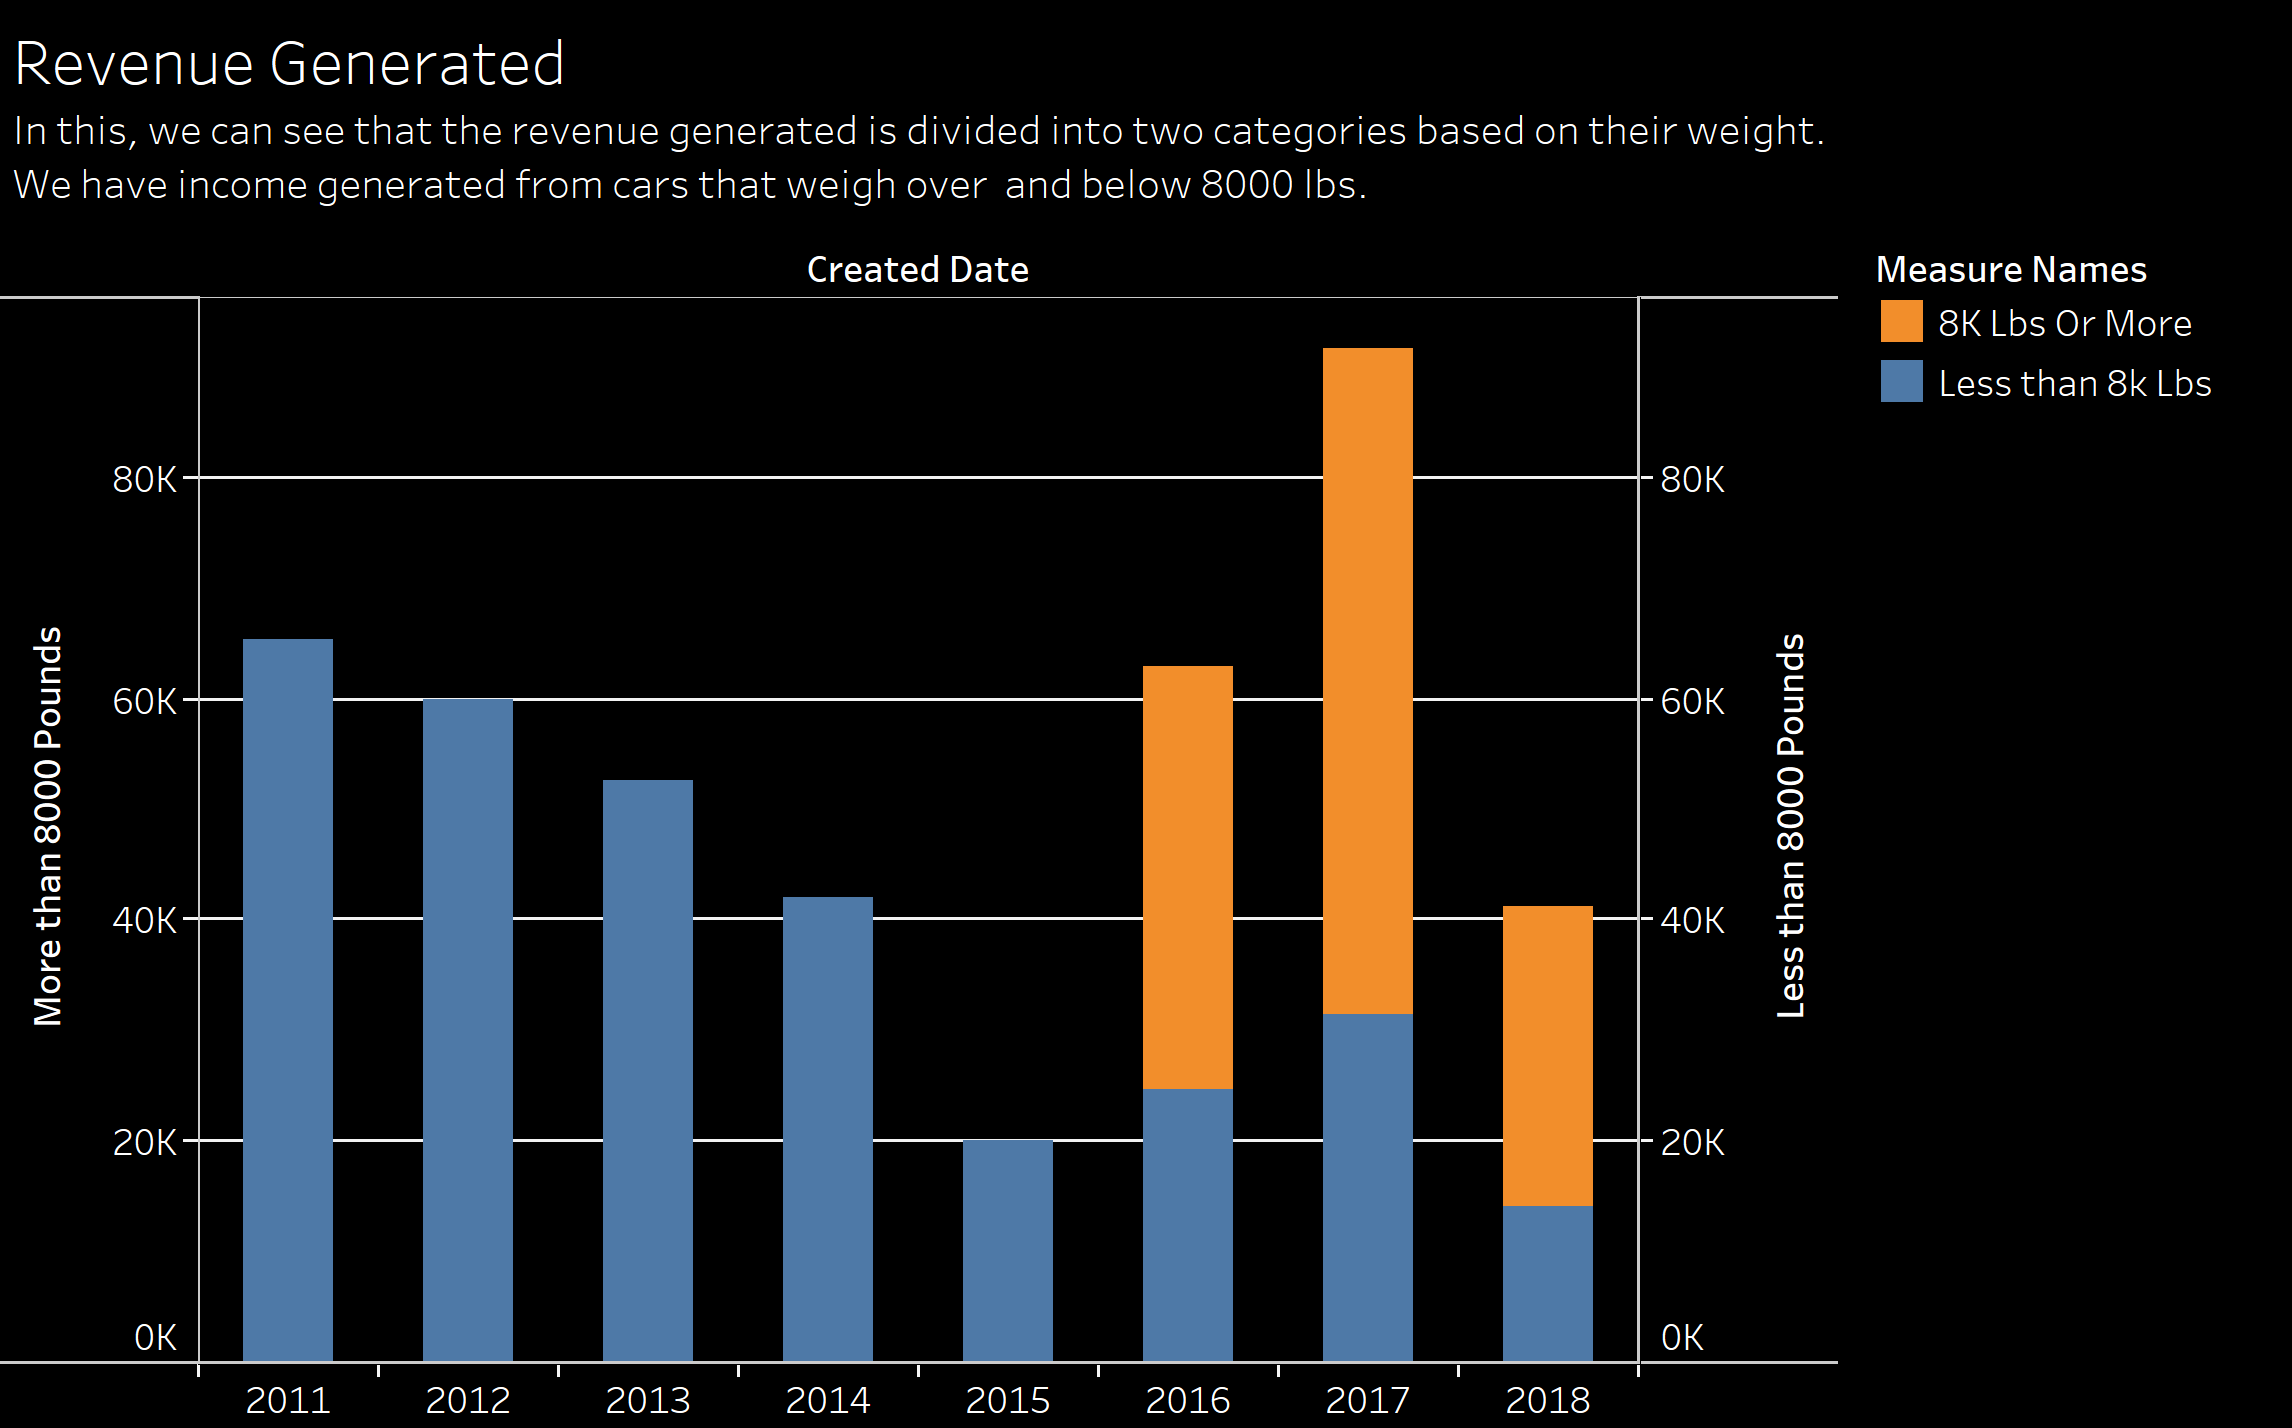 Revenue Generated
In this, we can see that the revenue generated is divided into two categories based on their weight.
We have income generated from cars that weigh over  and below 8000 lbs.
Created Date
Measure Names
8K Lbs Or More
Less than 8k Lbs
More than 8000 Pounds
80K
60K
40K
20K
0K
80K
60K
40K
20K
0K
Less than 8000 Pounds
2011
2012
2013
2014
2015
2016
2017
2018